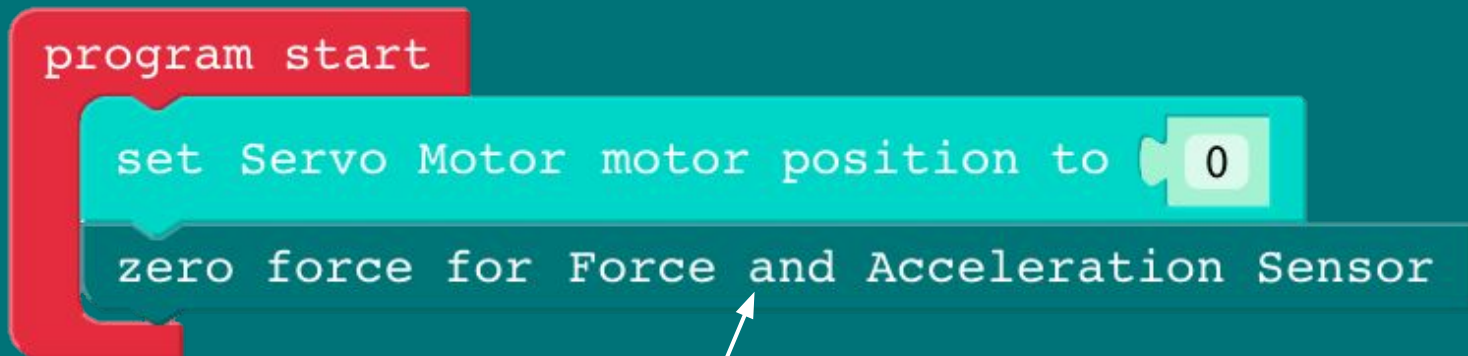 program start
set Servo Motor motor position to 0
zero force for Force and Acceleration Sensor